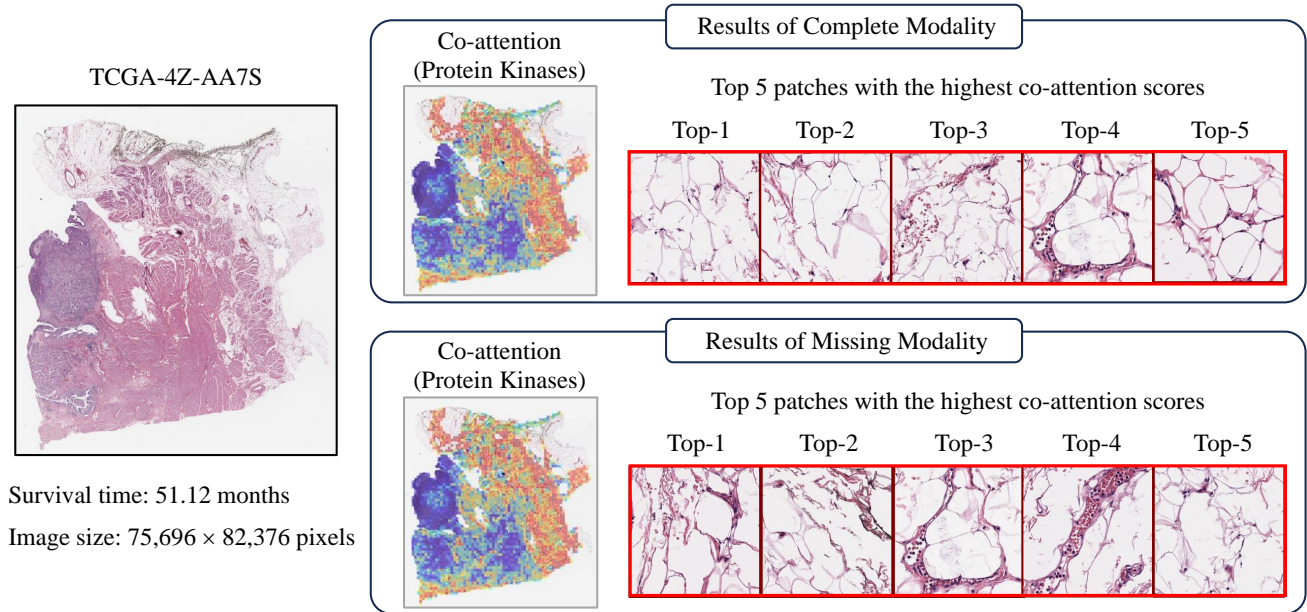 TCGA-4Z-AA7S
Survival time: 51.12 months
Image size: 75,696 × 82,376 pixels
Results of Complete Modality
Co-attention
(Protein Kinases)
Top 5 patches with the highest co-attention scores
Top-1 Top-2 Top-3 Top-4 Top-5
Results of Missing Modality
Co-attention
(Protein Kinases)
Top 5 patches with the highest co-attention scores
Top-1 Top-2 Top-3 Top-4 Top-5